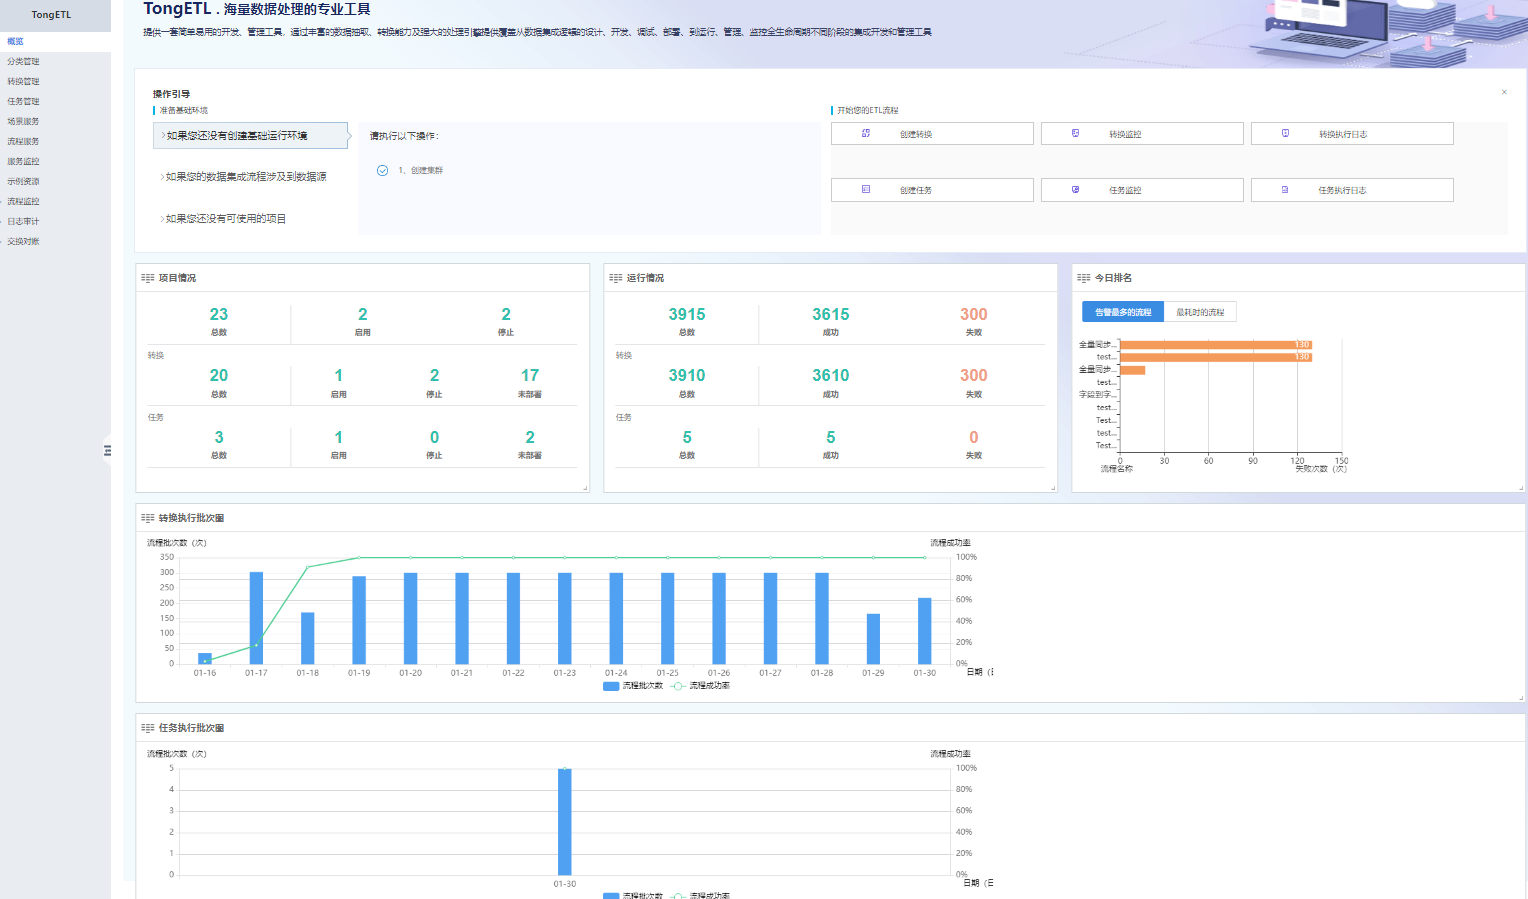 TongETL
概览
分类管理
转换管理
任务管理
场景服务
流程服务
服务监控
示例资源
流程监控
日志审计
交换对账
TongETL . 海量数据处理的专业工具
提供一套简单易用的开发、管理工具，通过丰富的数据抽取、转换能力及强大的处理引擎提供覆盖从数据集成逻辑的设计、开发、调试、部署、到运行、管理、监控全生命周期不同阶段的集成开发和管理工具
操作引导
准备基础环境
如果您还没有创建基础运行环境
如果您的数据集成流程涉及到数据源
如果您还没有可使用的项目
请执行以下操作：
1、创建集群
开始您的ETL流程
创建转换 转换监控 转换执行日志
创建任务 任务监控 任务执行日志
项目情况
23 2 2
总数 启用 停止
转换
20 1 2 17
总数 启用 停止 未部署
任务
3 1 0 2
总数 启用 停止 未部署
运行情况
3915 3615 300
总数 成功 失败
转换
3910 3610 300
总数 成功 失败
任务
5 5 0
总数 成功 失败
今日排名
告警最多的流程 最耗时的流程
全量同步... 130
test... 130
全量同步...
test...
字段到字...
test...
Test...
test...
Test...
0 30 60 90 120 150
流程名称 失败次数（次）
转换执行批次图
流程批次数（次） 流程成功率
350 100%
300
250 80%
200 60%
150 40%
100 20%
50
0 0%
01-16 01-17 01-18 01-19 01-20 01-21 01-22 01-23 01-24 01-25 01-26 01-27 01-28 01-29 01-30 日期（日
流程批次数 流程成功率
任务执行批次图
流程批次数（次） 流程成功率
5 100%
4 80%
3 60%
2 40%
1 20%
0 0%
01-30 日期（日
流程批次数 流程成功率